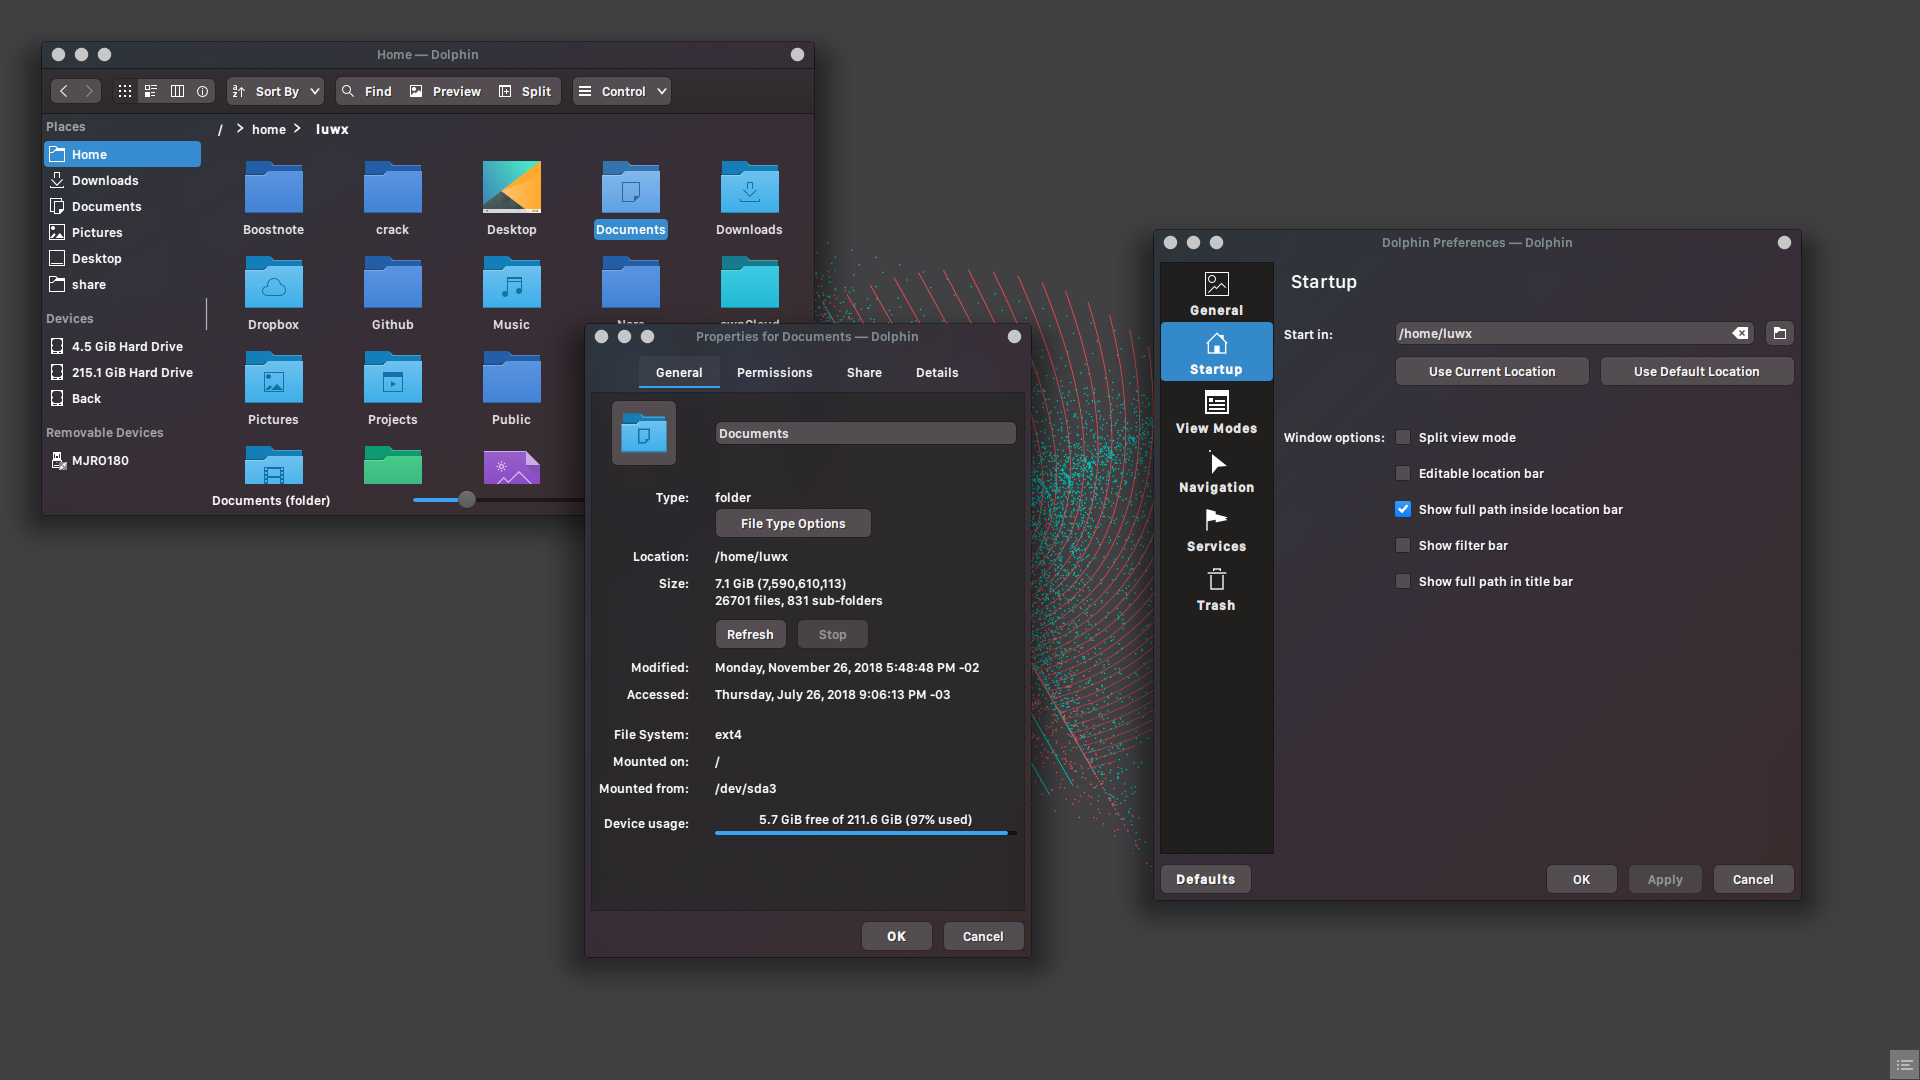 Home — Dolphin
Sort By
Find
Preview
Split
Control
Places
Home
Downloads
Documents
Pictures
Desktop
share
Devices
4.5 GiB Hard Drive
215.1 GiB Hard Drive
Back
Removable Devices
MJRO180
/ > home > luwx
Boostnote
crack
Desktop
Documents
Downloads
Dropbox
Github
Music
Pictures
Projects
Public
Documents (folder)
Properties for Documents — Dolphin
General
Permissions
Share
Details
Documents
Type: folder
File Type Options
Location: /home/luwx
Size: 7.1 GiB (7,590,610,113)
26701 files, 831 sub-folders
Refresh
Stop
Modified: Monday, November 26, 2018 5:48:48 PM -02
Accessed: Thursday, July 26, 2018 9:06:13 PM -03
File System: ext4
Mounted on: /
Mounted from: /dev/sda3
Device usage: 5.7 GiB free of 211.6 GiB (97% used)
OK
Cancel
Dolphin Preferences — Dolphin
General
Startup
View Modes
Navigation
Services
Trash
Startup
Start in: /home/luwx
Use Current Location
Use Default Location
Window options:
Split view mode
Editable location bar
Show full path inside location bar
Show filter bar
Show full path in title bar
Defaults
OK
Apply
Cancel